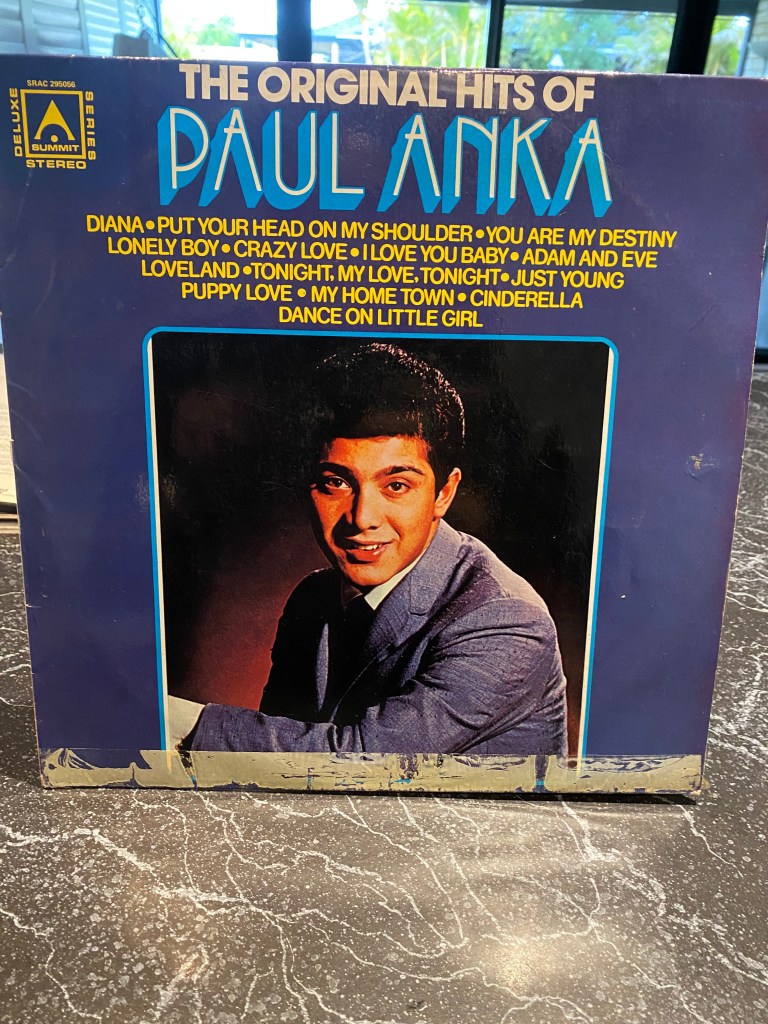 SRAC 295056
DELUXE
SERIES
SUMMIT
STEREO
THE ORIGINAL HITS OF
PAUL ANKA
DIANA • PUT YOUR HEAD ON MY SHOULDER • YOU ARE MY DESTINY
LONELY BOY • CRAZY LOVE • I LOVE YOU BABY • ADAM AND EVE
LOVELAND • TONIGHT, MY LOVE, TONIGHT • JUST YOUNG
PUPPY LOVE • MY HOME TOWN • CINDERELLA
DANCE ON LITTLE GIRL